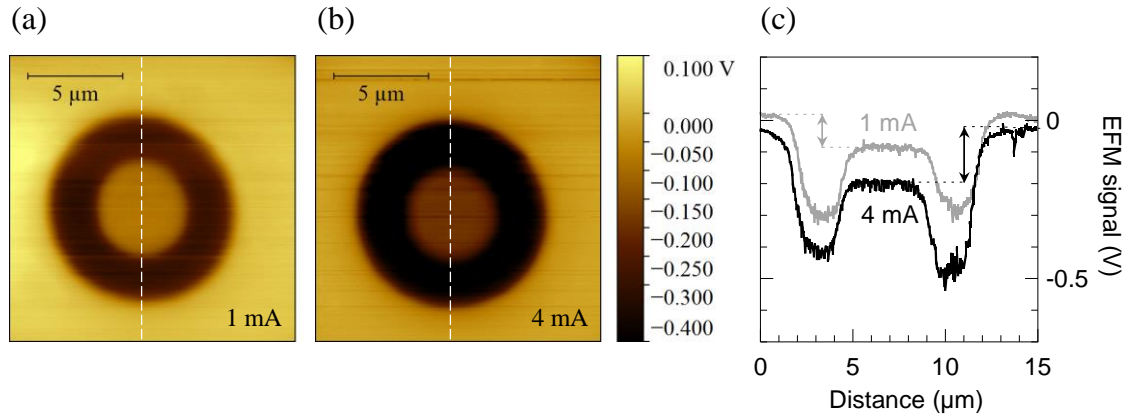 (a)
5 µm
1 mA
(b)
5 µm
4 mA
0.100 V
0.000
−0.050
−0.100
−0.150
−0.200
−0.250
−0.300
−0.400
(c)
1 mA
4 mA
0
-0.5
EFM signal (V)
0 5 10 15
Distance (µm)